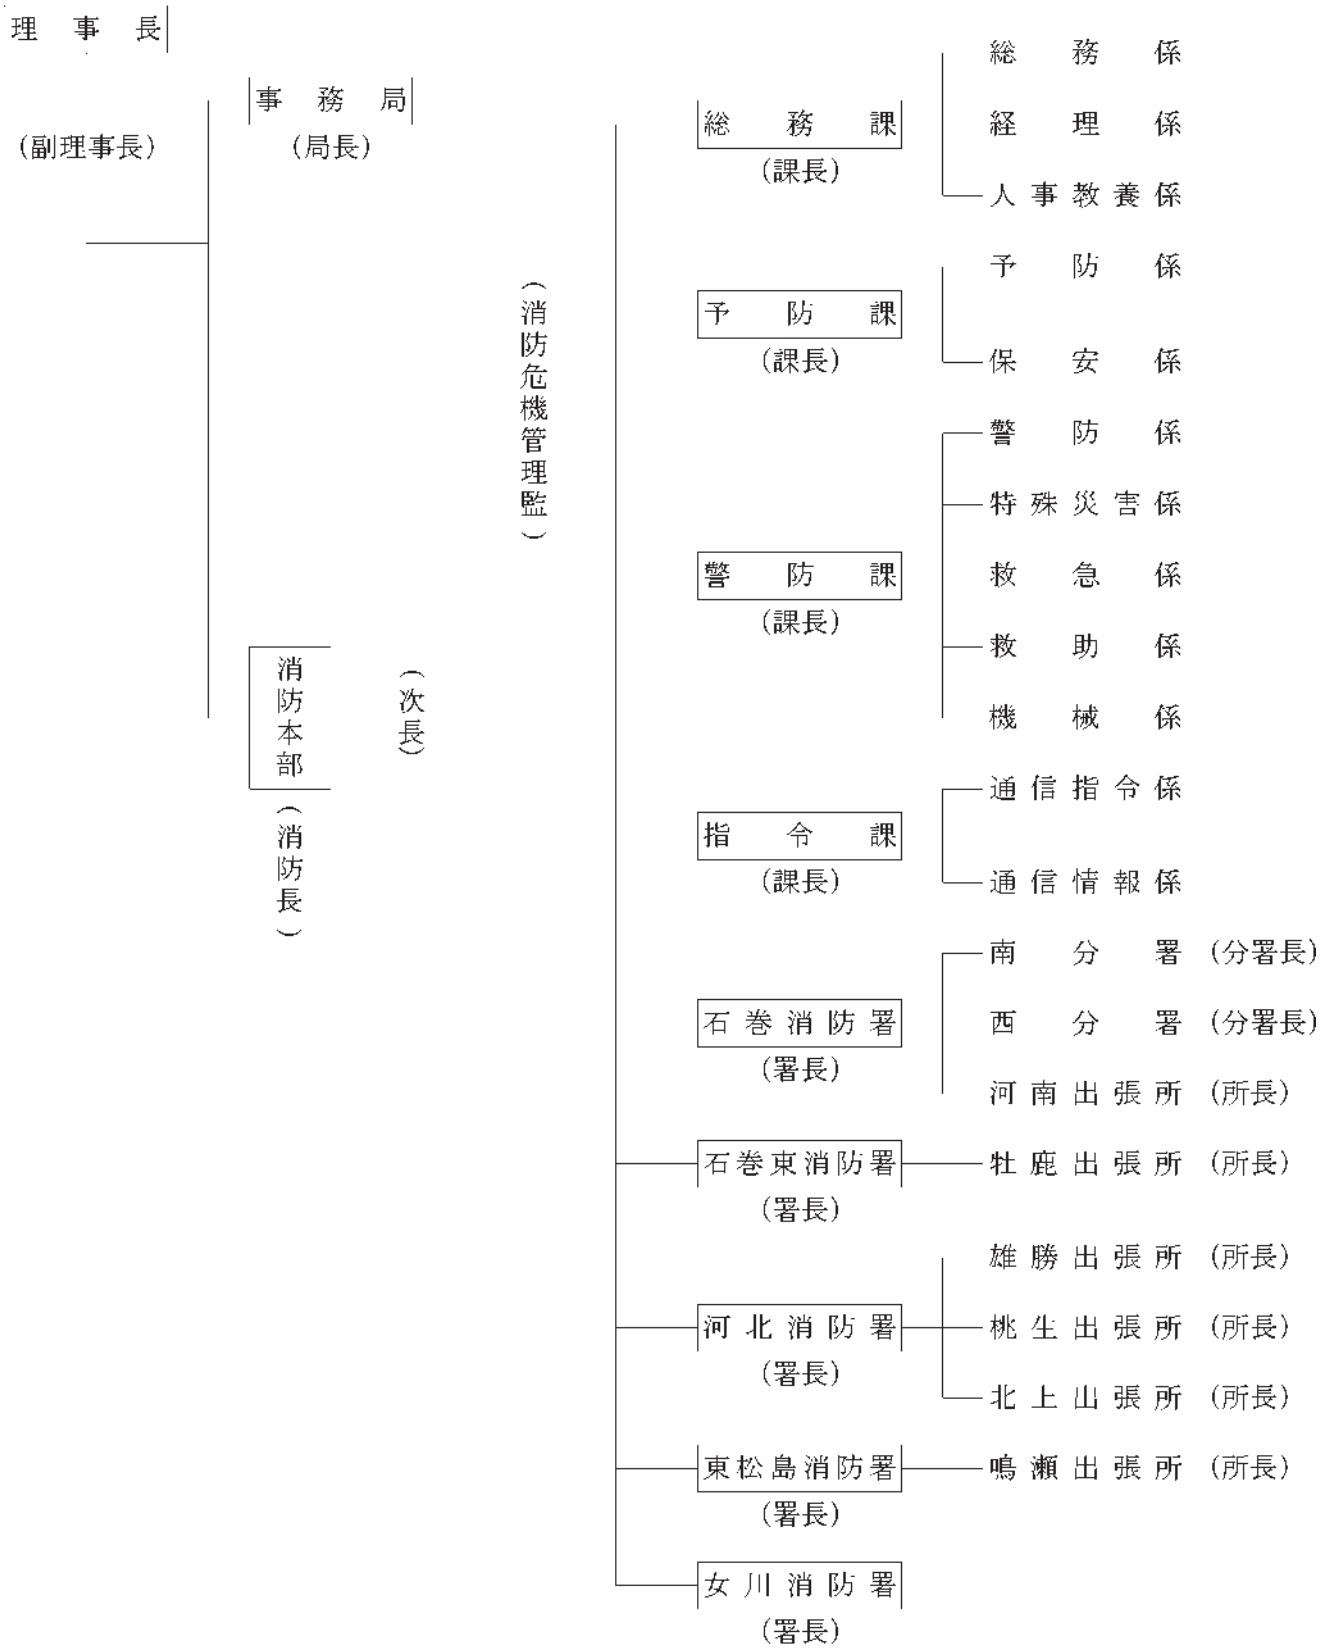 理事長
(副理事長)
事務局
(局長)
消防本部
(消防長)
(次長)
(消防危機管理監)
総務課
(課長)
総務係
経理係
人事教養係
予防課
(課長)
予防係
保安係
警防課
(課長)
警防係
特殊災害係
救急係
救助係
機械係
指令課
(課長)
通信指令係
通信情報係
石巻消防署
(署長)
南分署(分署長)
西分署(分署長)
河南出張所(所長)
石巻東消防署
(署長)
牡鹿出張所(所長)
河北消防署
(署長)
雄勝出張所(所長)
桃生出張所(所長)
北上出張所(所長)
東松島消防署
(署長)
鳴瀬出張所(所長)
女川消防署
(署長)